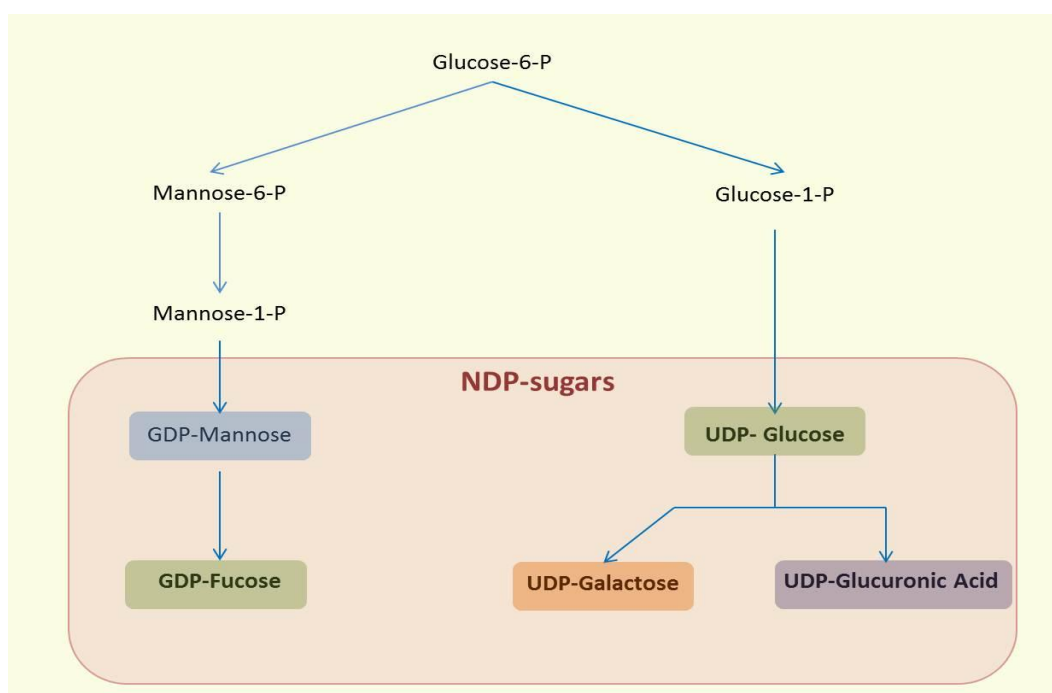 Glucose-6-P
Mannose-6-P
Glucose-1-P
Mannose-1-P
NDP-sugars
GDP-Mannose
UDP- Glucose
GDP-Fucose
UDP-Galactose
UDP-Glucuronic Acid